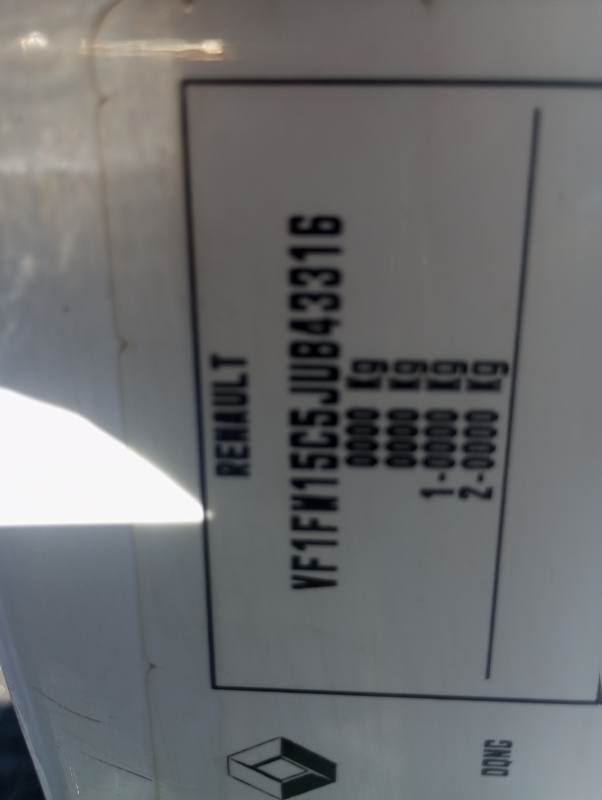 RENAULT
VF1FW15C5JU843316
0000 Kg
0000 Kg
1-0000 Kg
2-0000 Kg
DQNG